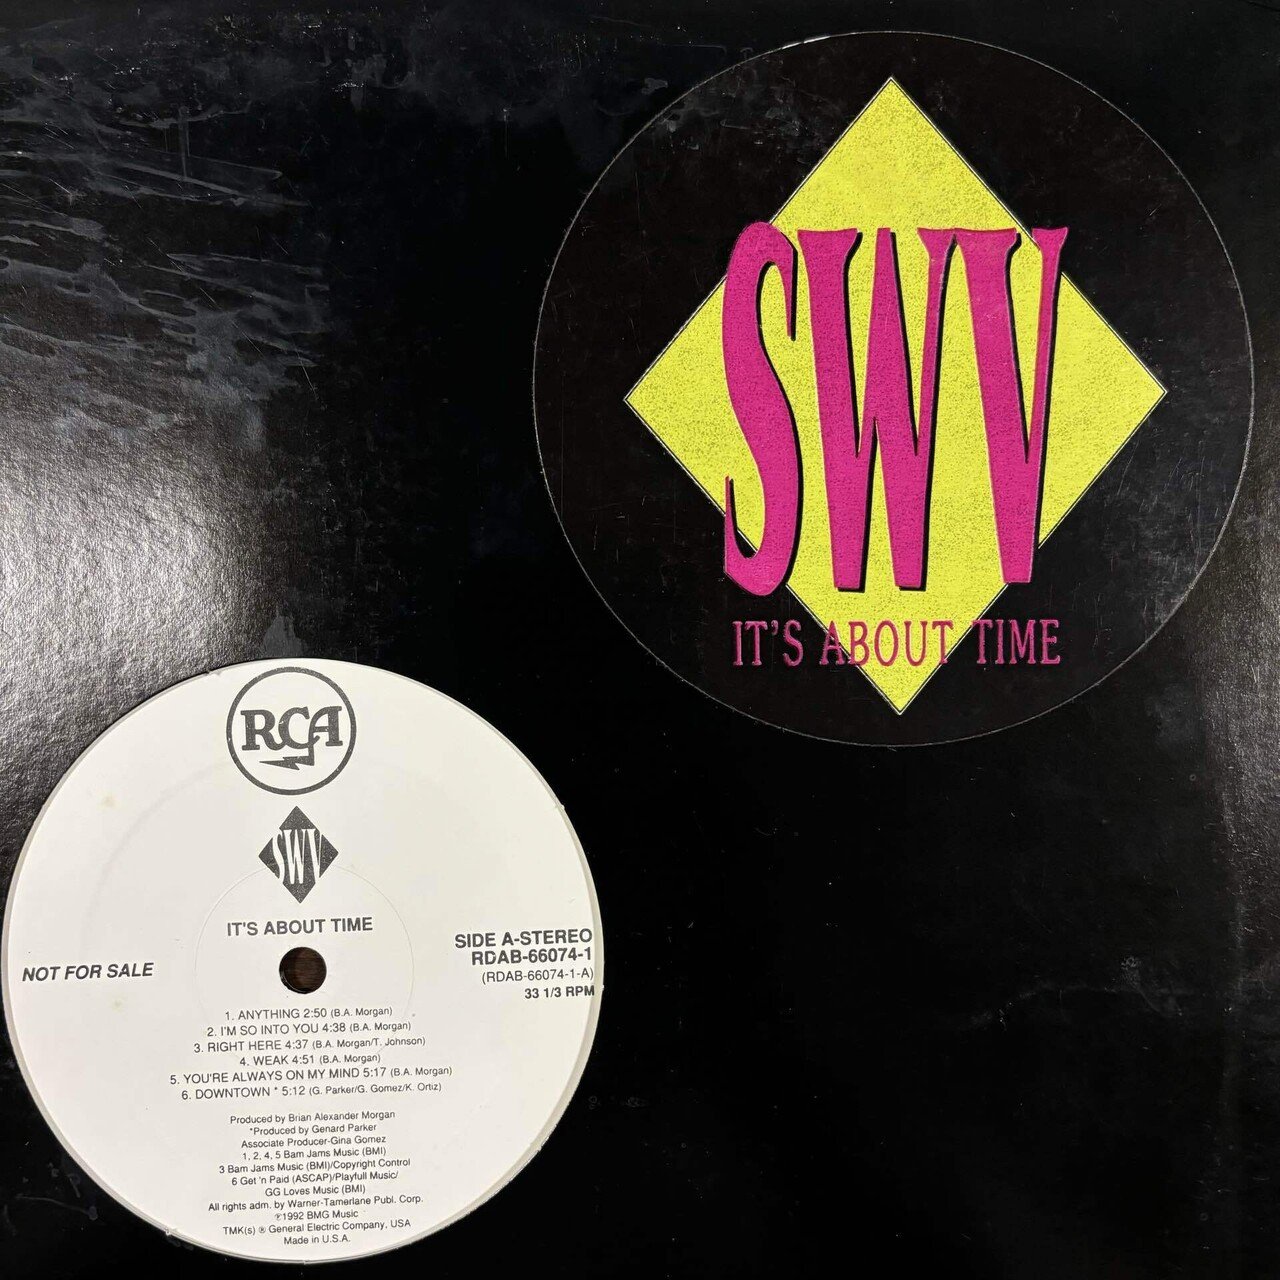 SWV
IT'S ABOUT TIME
RCA
SWV
IT'S ABOUT TIME
NOT FOR SALE
SIDE A-STEREO
RDAB-66074-1
(RDAB-66074-1-A)
33 1/3 RPM
1. ANYTHING 2:50 (B.A. Morgan)
2. I'M SO INTO YOU 4:38 (B.A. Morgan)
3. RIGHT HERE 4:37 (B.A. Morgan/T. Johnson)
4. WEAK 4:51 (B.A. Morgan)
5. YOU'RE ALWAYS ON MY MIND 5:17 (B.A. Morgan)
6. DOWNTOWN * 5:12 (G. Parker/G. Gomez/K. Ortiz)
Produced by Brian Alexander Morgan
*Produced by Genard Parker
Associate Producer-Gina Gomez
1, 2, 4, 5 Bam Jams Music (BMI)
3 Bam Jams Music (BMI)/Copyright Control
6 Get 'n Paid (ASCAP)/Playfull Music/
GG Loves Music (BMI)
All rights adm. by Warner-Tamerlane Publ. Corp.
℗1992 BMG Music
TMK(s) ® General Electric Company, USA
Made in U.S.A.